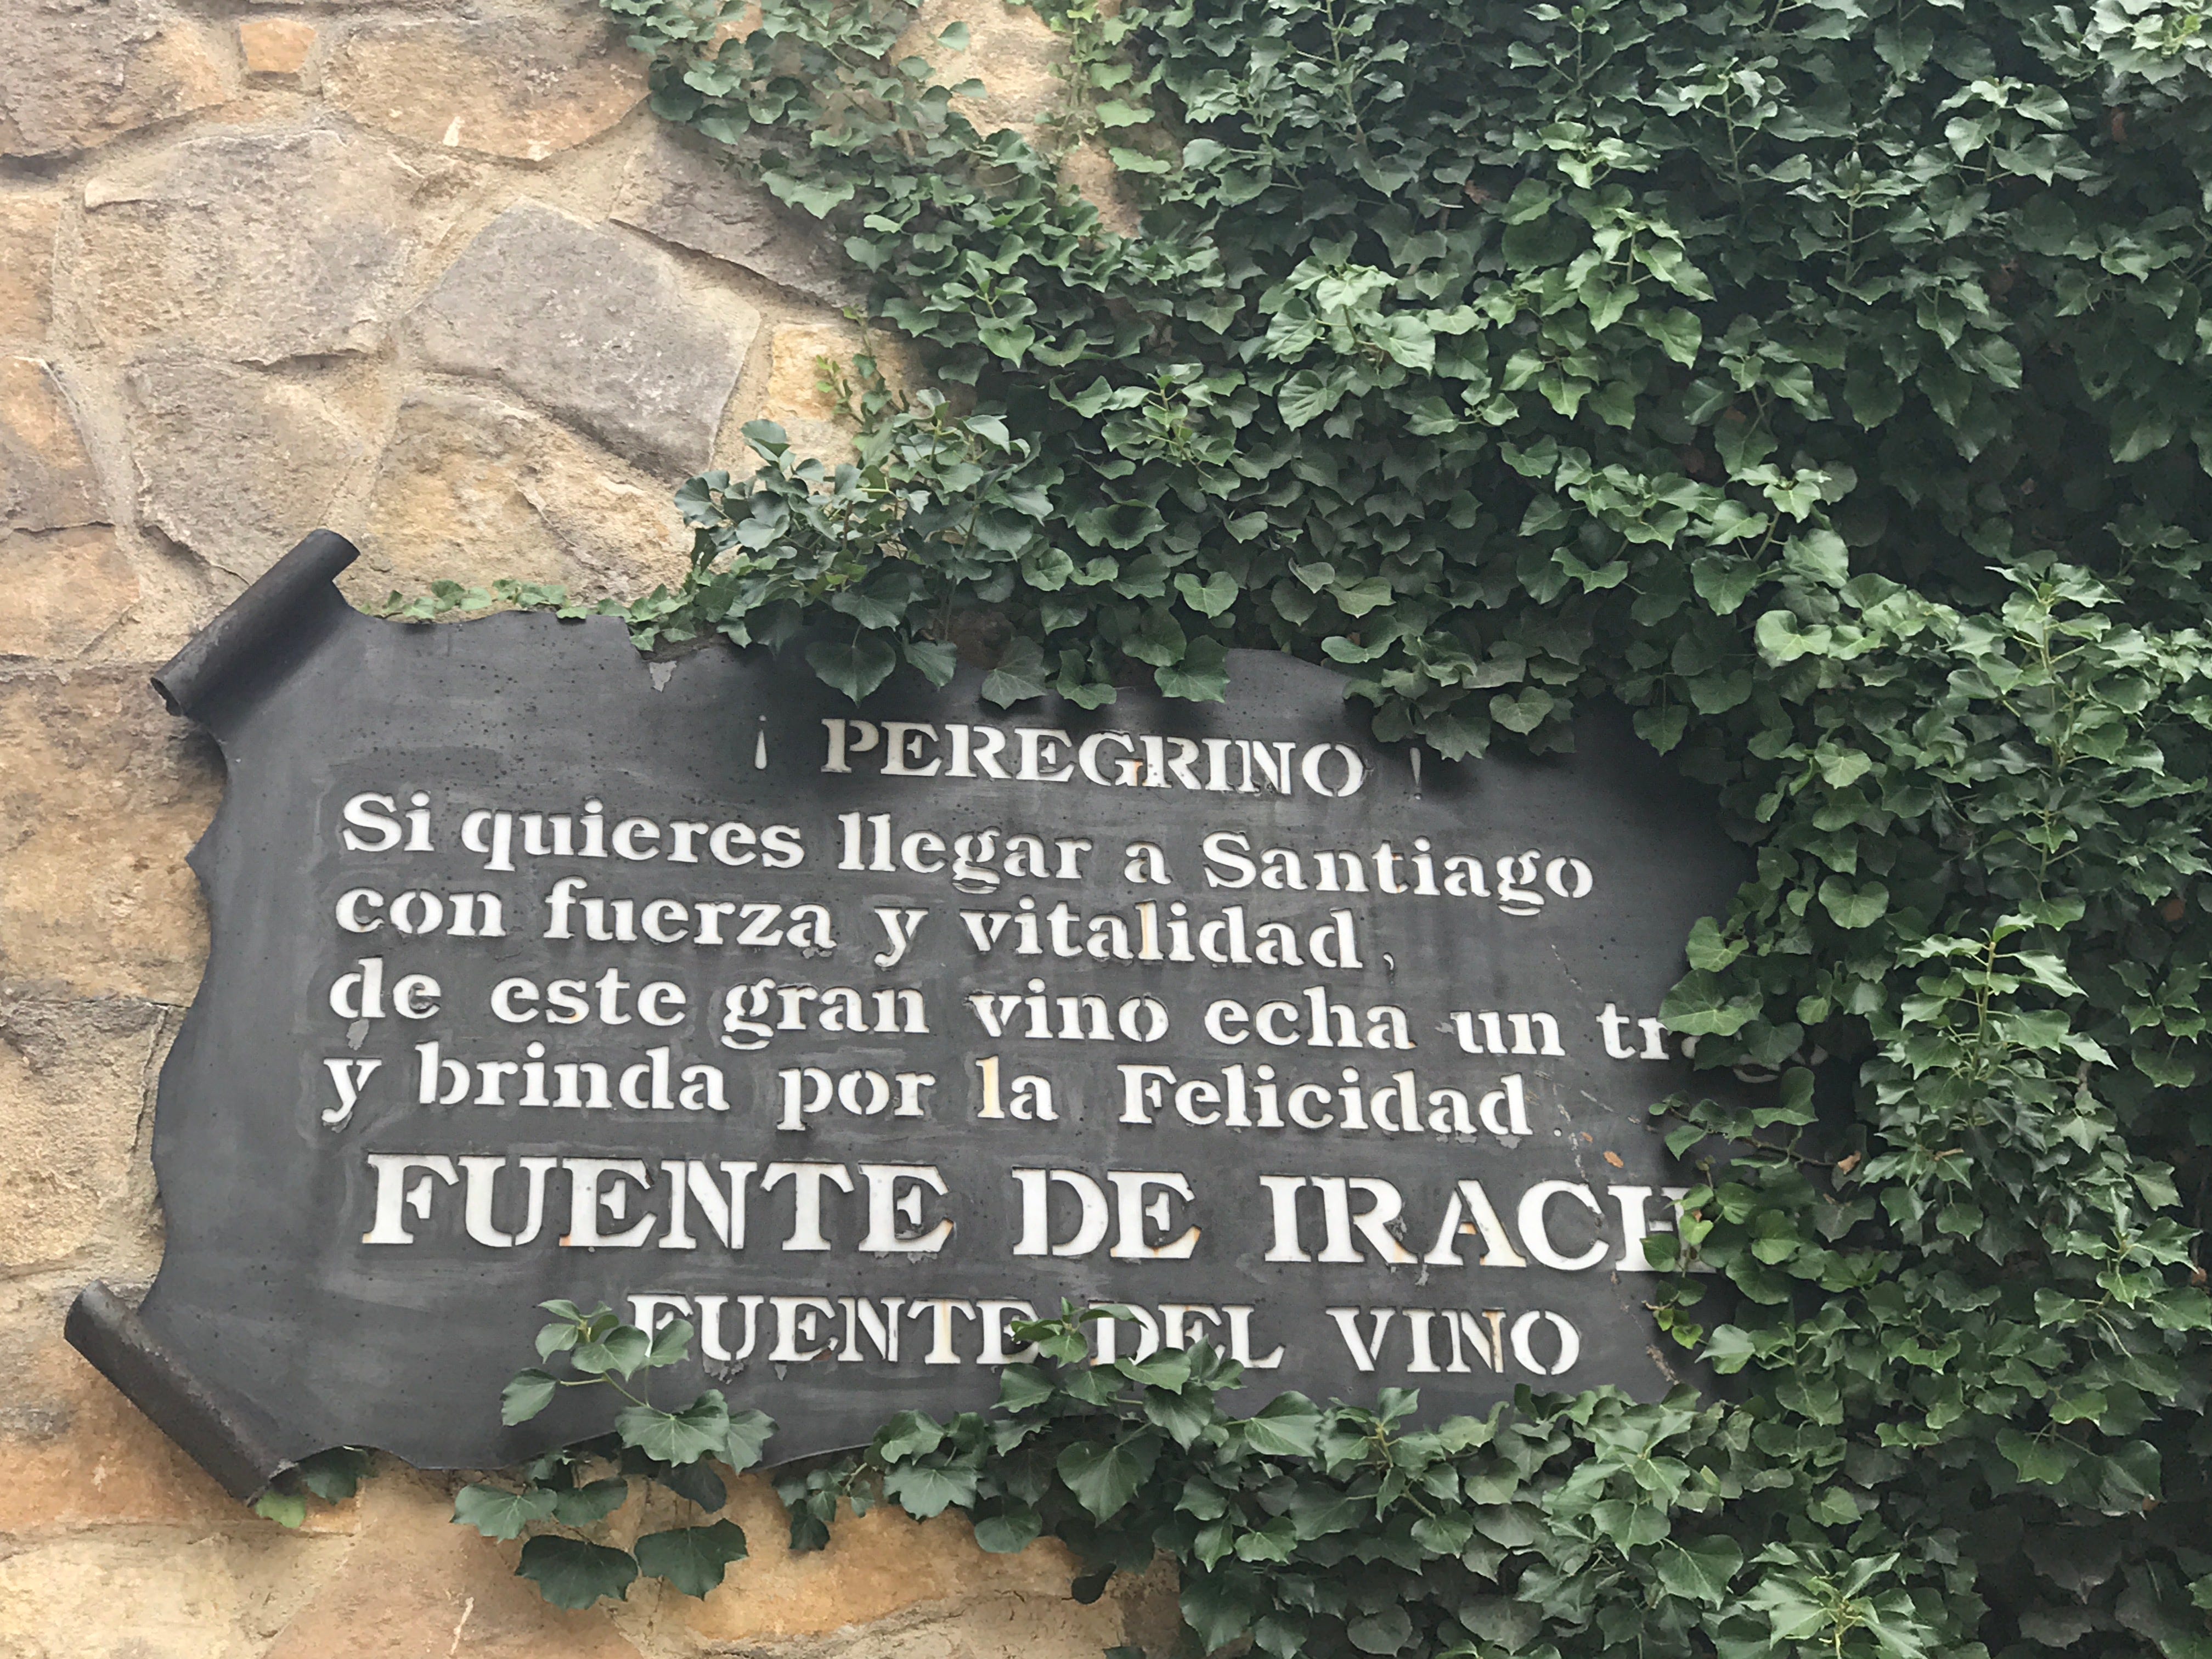 ¡ PEREGRINO !
Si quieres llegar a Santiago
con fuerza y vitalidad,
de este gran vino echa un
y brinda por la Felicidad.
FUENTE DE IRACH
FUENTE DEL VINO